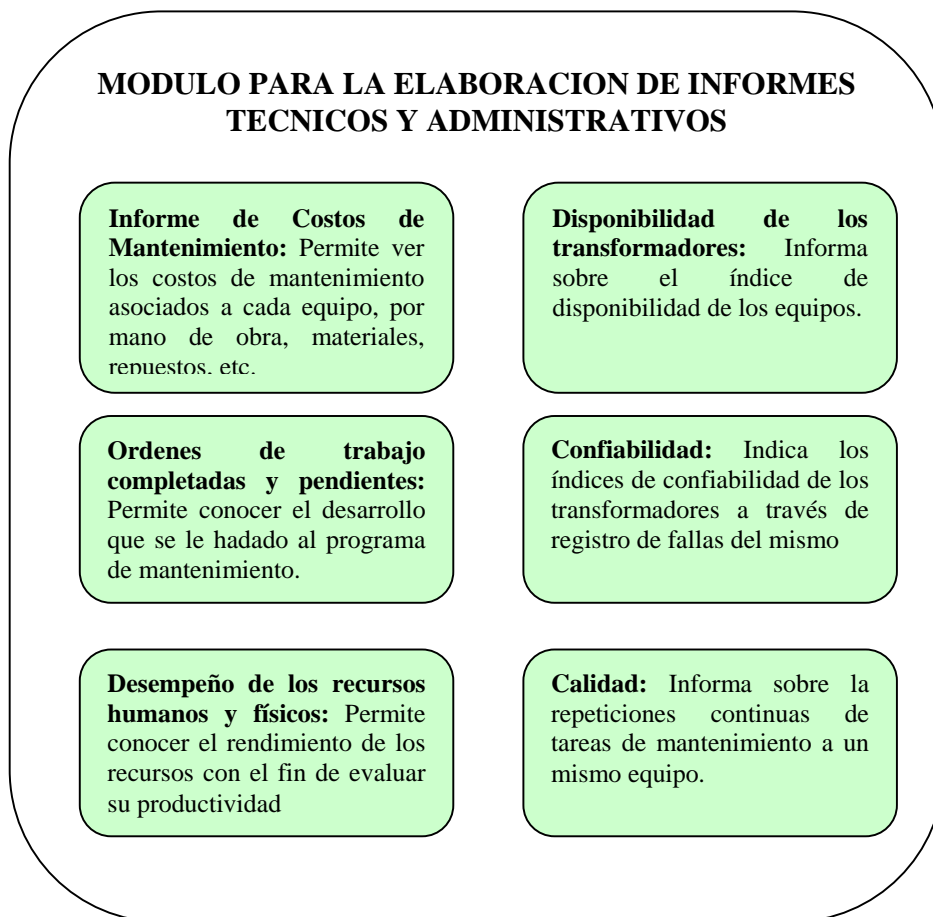 MODULO PARA LA ELABORACION DE INFORMES
TECNICOS Y ADMINISTRATIVOS
Informe de Costos de
Mantenimiento: Permite ver
los costos de mantenimiento
asociados a cada equipo, por
mano de obra, materiales,
repuestos, etc.
Disponibilidad de los
transformadores: Informa
sobre el índice de
disponibilidad de los equipos.
Ordenes de trabajo
completadas y pendientes:
Permite conocer el desarrollo
que se le hadado al programa
de mantenimiento.
Confiabilidad: Indica los
índices de confiabilidad de los
transformadores a través de
registro de fallas del mismo
Desempeño de los recursos
humanos y físicos: Permite
conocer el rendimiento de los
recursos con el fin de evaluar
su productividad
Calidad: Informa sobre la
repeticiones continuas de
tareas de mantenimiento a un
mismo equipo.